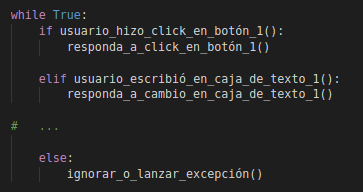 while True:
    if usuario_hizo_click_en_botón_1():
        responda_a_click_en_botón_1()
    elif usuario_escribió_en_caja_de_texto_1():
        responda_a_cambio_en_caja_de_texto_1()
#   ...
    else:
        ignorar_o_lanzar_excepción()